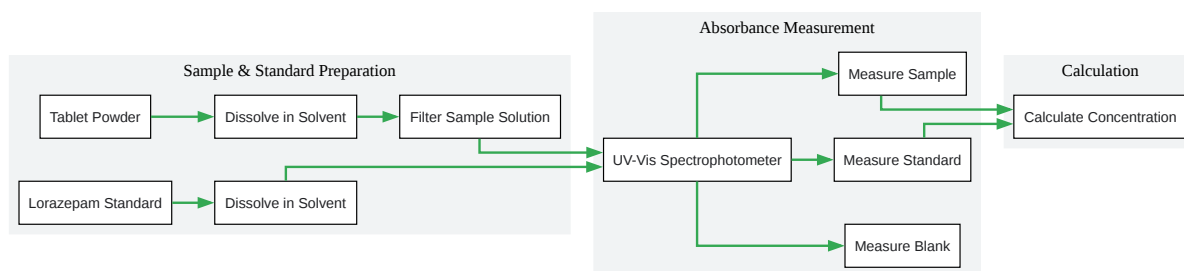 Absorbance Measurement
Sample & Standard Preparation
Calculation
Measure Sample
Tablet Powder
Dissolve in Solvent
Filter Sample Solution
Calculate Concentration
UV-Vis Spectrophotometer
Measure Standard
Lorazepam Standard
Dissolve in Solvent
Measure Blank